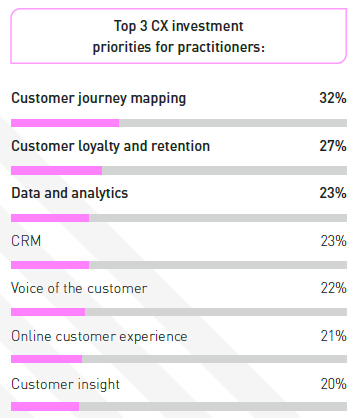 Top 3 CX investment
priorities for practitioners:
Customer journey mapping 32%
Customer loyalty and retention 27%
Data and analytics 23%
CRM 23%
Voice of the customer 22%
Online customer experience 21%
Customer insight 20%